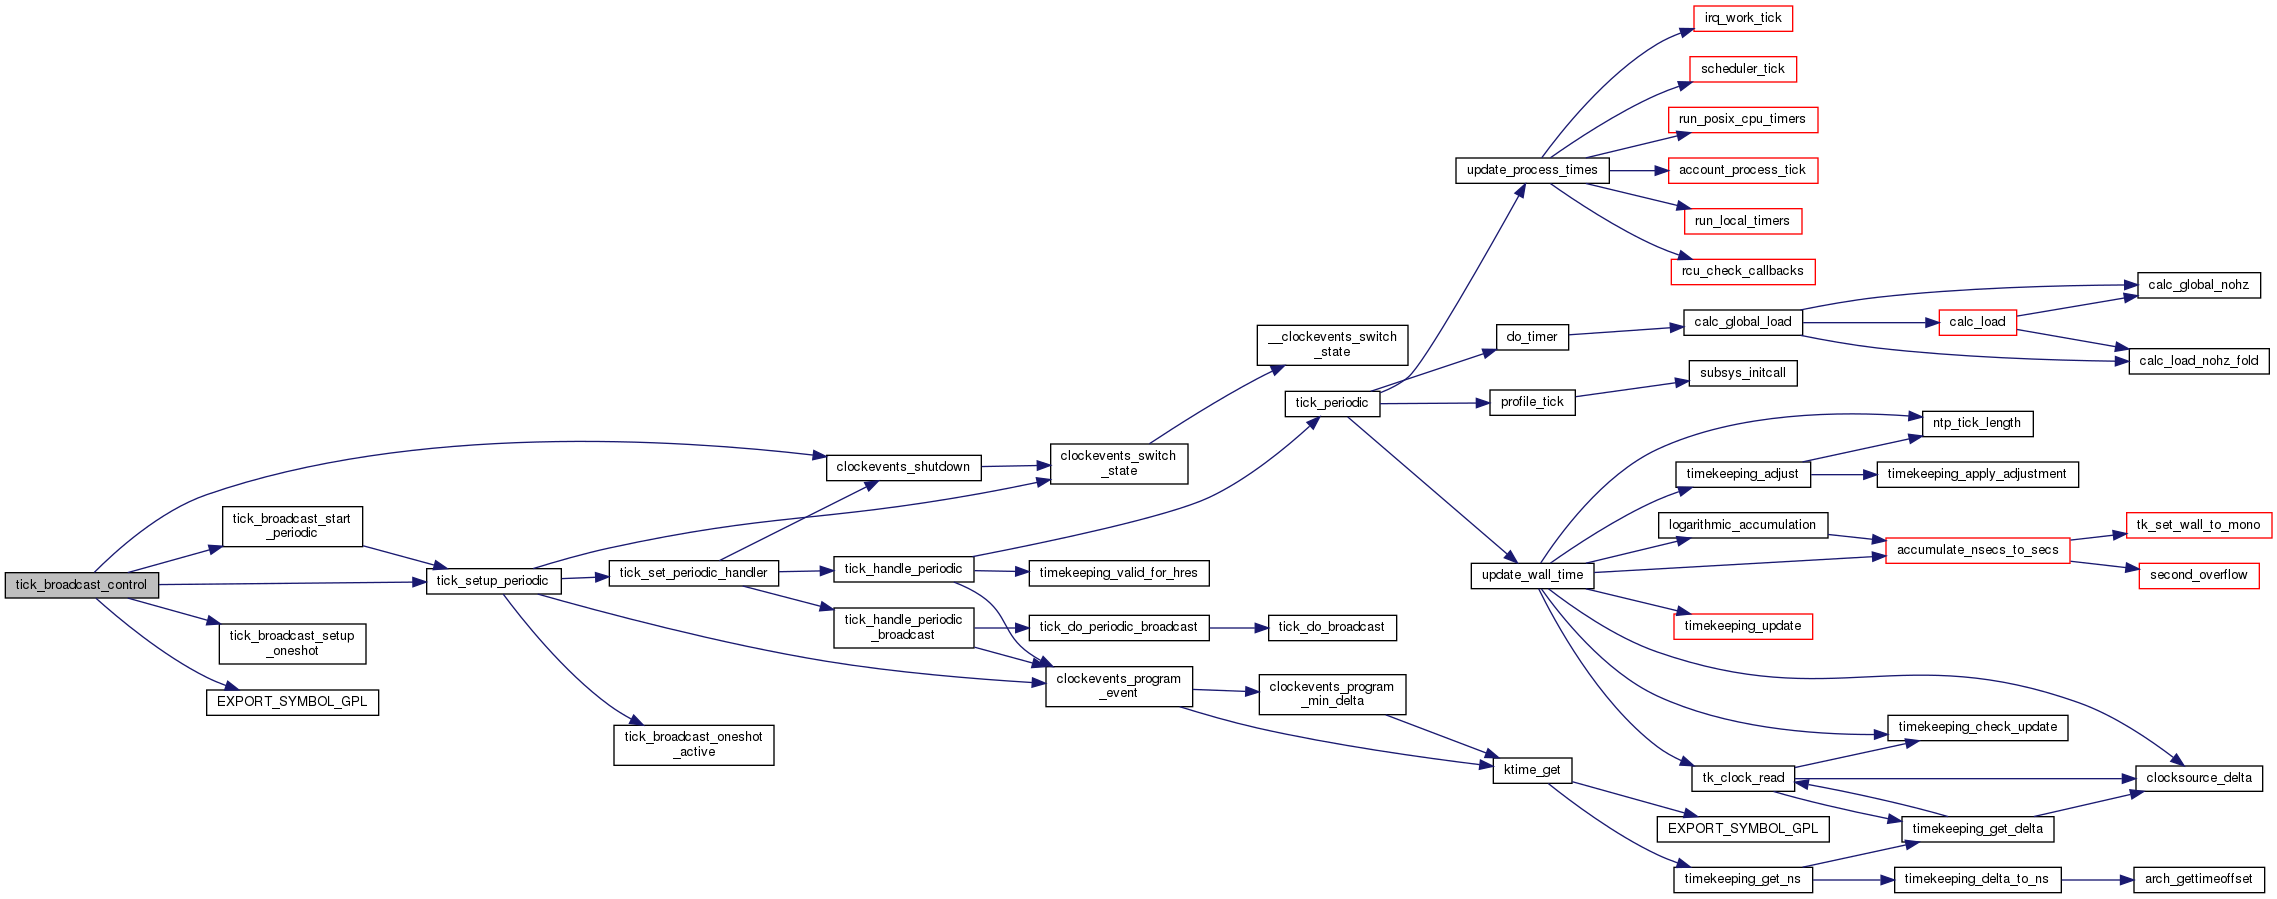 irq_work_tick
scheduler_tick
run_posix_cpu_timers
update_process_times
account_process_tick
run_local_timers
rcu_check_callbacks
calc_global_nohz
calc_global_load
calc_load
__clockevents_switch
_state
do_timer
calc_load_nohz_fold
subsys_initcall
tick_periodic
profile_tick
ntp_tick_length
clockevents_shutdown
clockevents_switch
_state
timekeeping_adjust
timekeeping_apply_adjustment
tick_broadcast_start
_periodic
logarithmic_accumulation
tk_set_wall_to_mono
accumulate_nsecs_to_secs
tick_broadcast_control
tick_setup_periodic
tick_set_periodic_handler
tick_handle_periodic
timekeeping_valid_for_hres
update_wall_time
second_overflow
tick_broadcast_setup
_oneshot
tick_handle_periodic
_broadcast
tick_do_periodic_broadcast
tick_do_broadcast
timekeeping_update
EXPORT_SYMBOL_GPL
clockevents_program
_event
clockevents_program
_min_delta
tick_broadcast_oneshot
_active
timekeeping_check_update
ktime_get
tk_clock_read
clocksource_delta
EXPORT_SYMBOL_GPL
timekeeping_get_delta
timekeeping_get_ns
timekeeping_delta_to_ns
arch_gettimeoffset